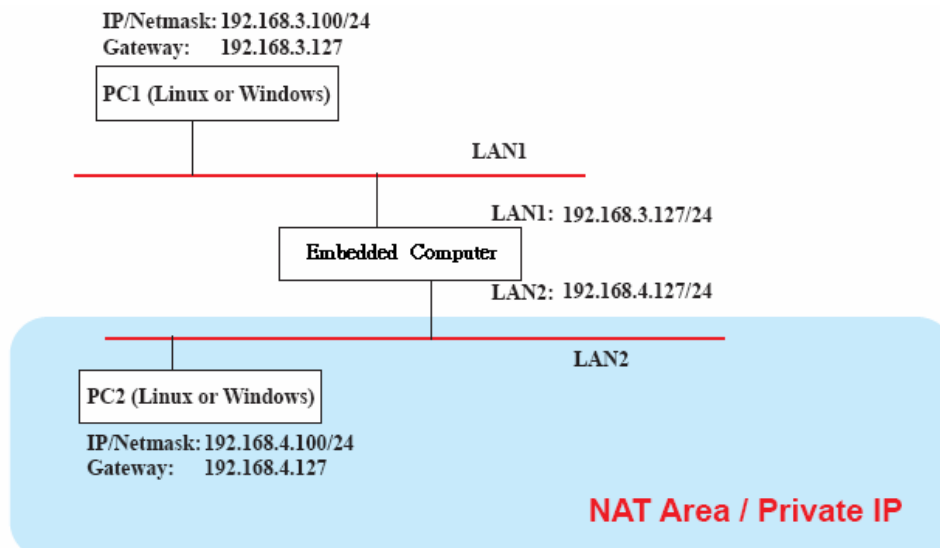 IP/Netmask: 192.168.3.100/24
Gateway: 192.168.3.127
PC1 (Linux or Windows)
LAN1
LAN1: 192.168.3.127/24
Embedded Computer
LAN2: 192.168.4.127/24
LAN2
PC2 (Linux or Windows)
IP/Netmask: 192.168.4.100/24
Gateway: 192.168.4.127
NAT Area / Private IP